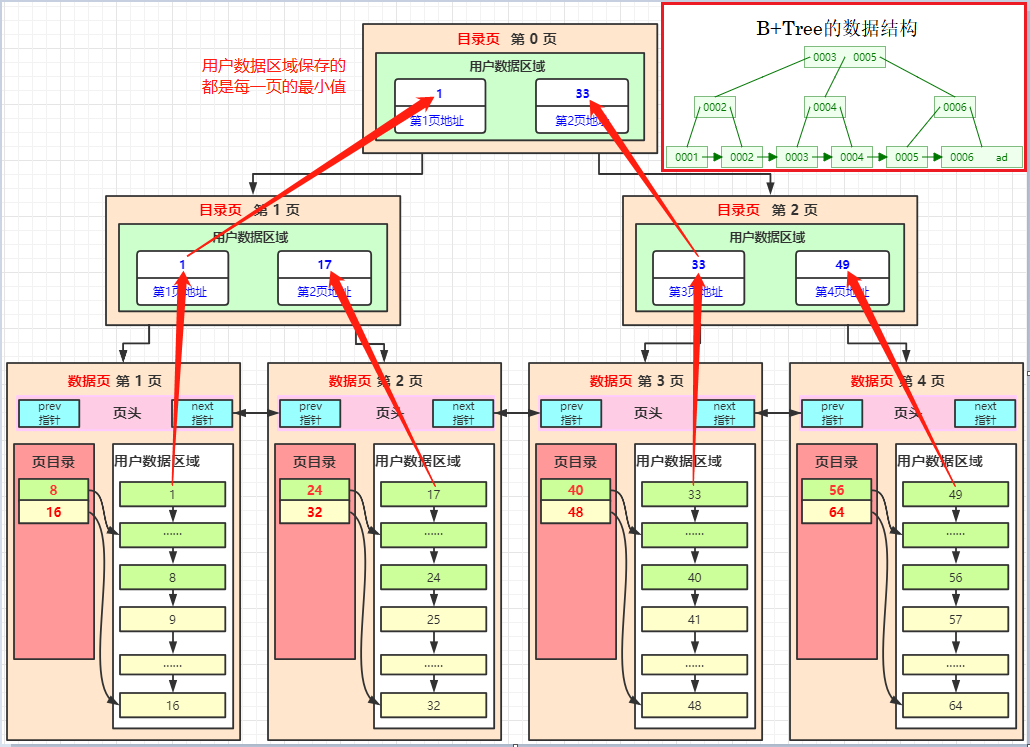 目录页 第 0 页
用户数据区域
1
33
第1页地址
第2页地址
用户数据区域保存的
都是每一页的最小值
B+Tree的数据结构
0003 0005
0002
0004
0006
0001
0002
0003
0004
0005
0006 ad
目录页 第 1 页
用户数据区域
1
17
第1页地址
第2页地址
目录页 第 2 页
用户数据区域
33
49
第3页地址
第4页地址
数据页 第 1 页
prev
指针
页头
next
指针
页目录
8
16
用户数据区域
1
......
8
9
......
16
数据页 第 2 页
prev
指针
页头
next
指针
页目录
24
32
用户数据区域
17
......
24
25
......
32
数据页 第 3 页
prev
指针
页头
next
指针
页目录
40
48
用户数据区域
33
......
40
41
......
48
数据页 第 4 页
prev
指针
页头
next
指针
页目录
56
64
用户数据区域
49
......
56
57
......
64